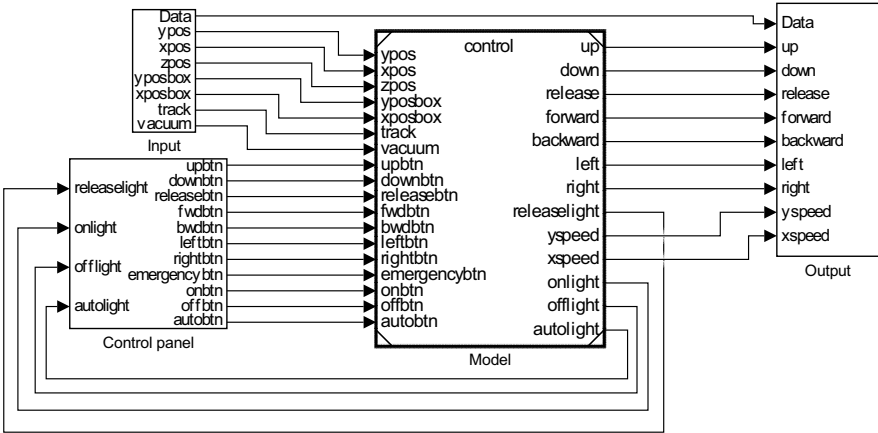 Data
ypos
xpos
zpos
yposbox
xposbox
track
vacuum
Input
releaselight
onlight
offlight
autolight
upbtn
downbtn
releasebtn
fwdbtn
bwdbtn
leftbtn
rightbtn
emergencybtn
onbtn
offbtn
autobtn
Control panel
control
ypos
xpos
zpos
yposbox
xposbox
track
vacuum
upbtn
downbtn
releasebtn
fwdbtn
bwdbtn
leftbtn
rightbtn
emergencybtn
onbtn
offbtn
autobtn
up
down
release
forward
backward
left
right
releaselight
yspeed
xspeed
onlight
offlight
autolight
Model
Data
up
down
release
forward
backward
left
right
yspeed
xspeed
Output